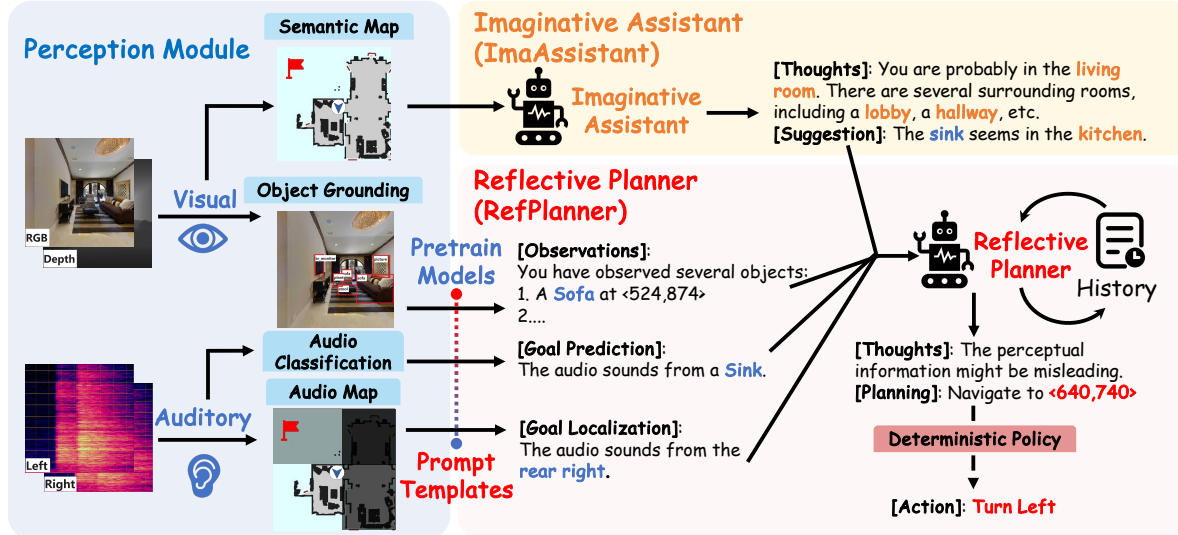 Perception Module
Semantic Map
RGB
Depth
Visual
Object Grounding
tv_monitor
picture
sofa
Auditory
Left
Right
Audio
Classification
Audio Map
Pretrain
Models
Prompt
Templates
Imaginative Assistant
(ImaAssistant)
Imaginative
Assistant
[Thoughts]: You are probably in the living
room. There are several surrounding rooms,
including a lobby, a hallway, etc.
[Suggestion]: The sink seems in the kitchen.
Reflective Planner
(RefPlanner)
[Observations]:
You have observed several objects:
1. A Sofa at <524,874>
2....
[Goal Prediction]:
The audio sounds from a Sink.
[Goal Localization]:
The audio sounds from the
rear right.
Reflective
Planner
History
[Thoughts]: The perceptual
information might be misleading.
[Planning]: Navigate to <640,740>
Deterministic Policy
[Action]: Turn Left